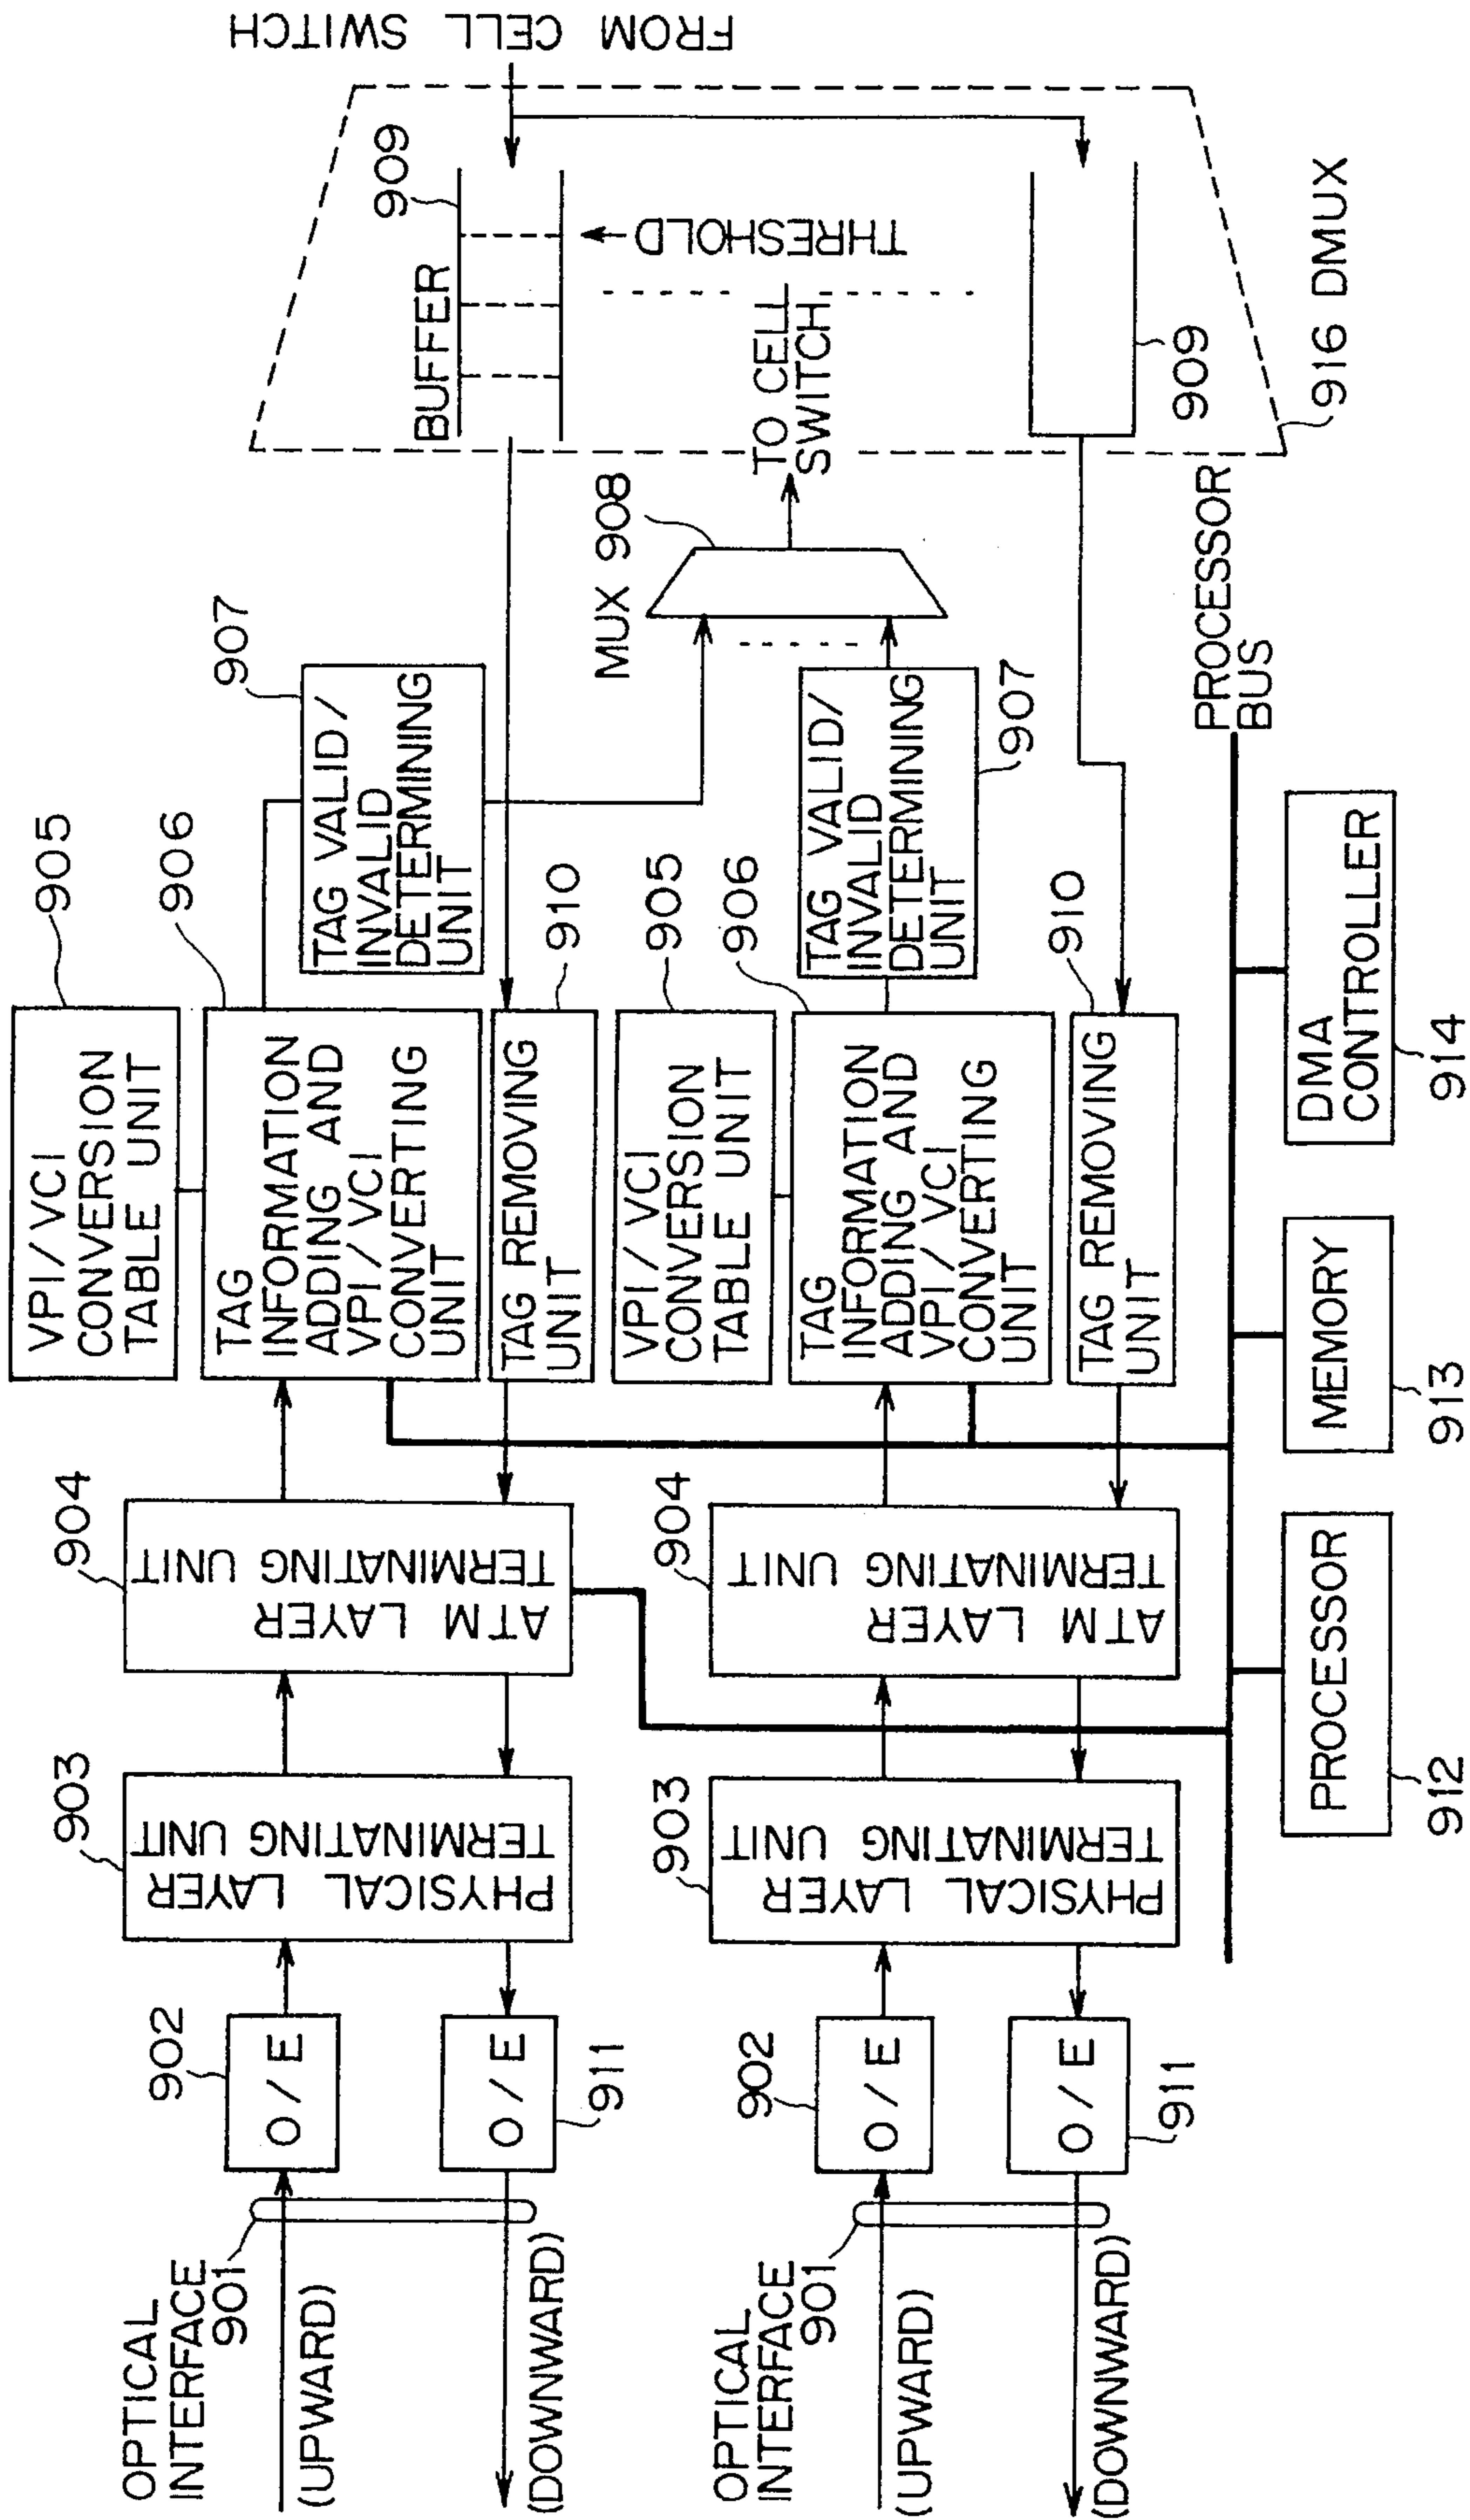 OPTICAL
INTERFACE
901
(UPWARD)
(DOWNWARD)
902
O/E
O/E
911
903
PHYSICAL LAYER
TERMINATING UNIT
904
ATM LAYER
TERMINATING UNIT
VPI/VCI
CONVERSION
TABLE UNIT
905
TAG
INFORMATION
ADDING AND
VPI/VCI
CONVERTING
UNIT
906
TAG REMOVING
UNIT
910
TAG VALID/
INVALID
DETERMINING
UNIT
907
MUX 908
TO CELL
SWITCH
BUFFER
909
THRESHOLD
FROM CELL SWITCH
909
916 DMUX
OPTICAL
INTERFACE
901
(UPWARD)
(DOWNWARD)
902
O/E
O/E
911
903
PHYSICAL LAYER
TERMINATING UNIT
904
ATM LAYER
TERMINATING UNIT
VPI/VCI
CONVERSION
TABLE UNIT
905
TAG
INFORMATION
ADDING AND
VPI/VCI
CONVERTING
UNIT
906
TAG REMOVING
UNIT
910
TAG VALID/
INVALID
DETERMINING
UNIT
907
PROCESSOR
BUS
PROCESSOR
912
MEMORY
913
DMA
CONTROLLER
914